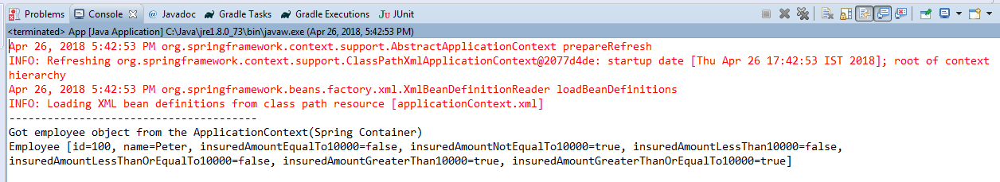 Problems Console @ Javadoc Gradle Tasks Gradle Executions JUnit
<terminated> App [Java Application] C:\Java\jre1.8.0_73\bin\javaw.exe (Apr 26, 2018, 5:42:53 PM)
Apr 26, 2018 5:42:53 PM org.springframework.context.support.AbstractApplicationContext prepareRefresh
INFO: Refreshing org.springframework.context.support.ClassPathXmlApplicationContext@2077d4de: startup date [Thu Apr 26 17:42:53 IST 2018]; root of context
hierarchy
Apr 26, 2018 5:42:53 PM org.springframework.beans.factory.xml.XmlBeanDefinitionReader loadBeanDefinitions
INFO: Loading XML bean definitions from class path resource [applicationContext.xml]
---------------------------------------
Got employee object from the ApplicationContext(Spring Container)
Employee [id=100, name=Peter, insuredAmountEqualTo10000=false, insuredAmountNotEqualTo10000=true, insuredAmountLessThan10000=false,
insuredAmountLessThanOrEqualTo10000=false, insuredAmountGreaterThan10000=true, insuredAmountGreaterThanOrEqualTo10000=true]